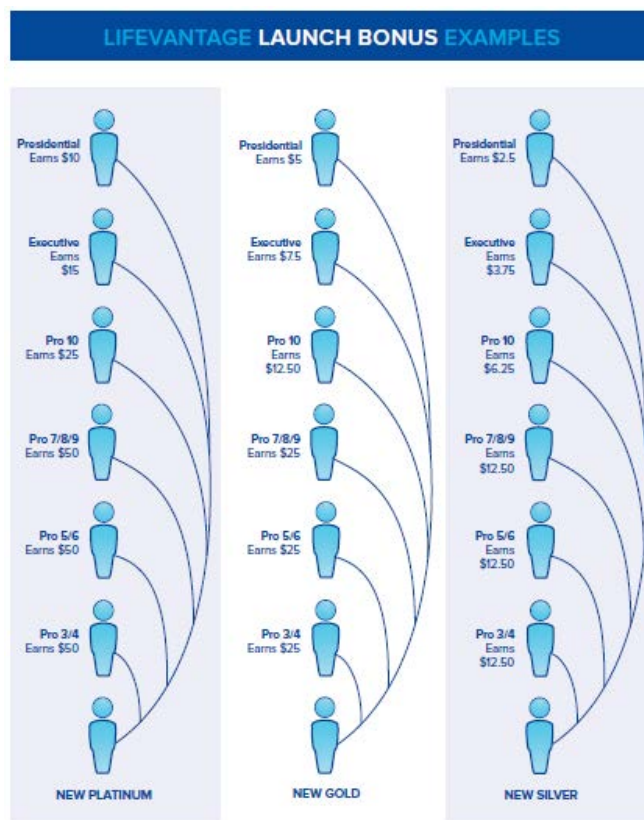 LIFEVANTAGE LAUNCH BONUS EXAMPLES
Presidential
Earns $10
Executive
Earns
$15
Pro 10
Earns $25
Pro 7/8/9
Earns $50
Pro 5/6
Earns $50
Pro 3/4
Earns $50
NEW PLATINUM
Presidential
Earns $5
Executive
Earns $7.5
Pro 10
Earns
$12.50
Pro 7/8/9
Earns $25
Pro 5/6
Earns $25
Pro 3/4
Earns $25
NEW GOLD
Presidential
Earns $2.5
Executive
Earns
$3.75
Pro 10
Earns
$6.25
Pro 7/8/9
Earns
$12.50
Pro 5/6
Earns
$12.50
Pro 3/4
Earns
$12.50
NEW SILVER